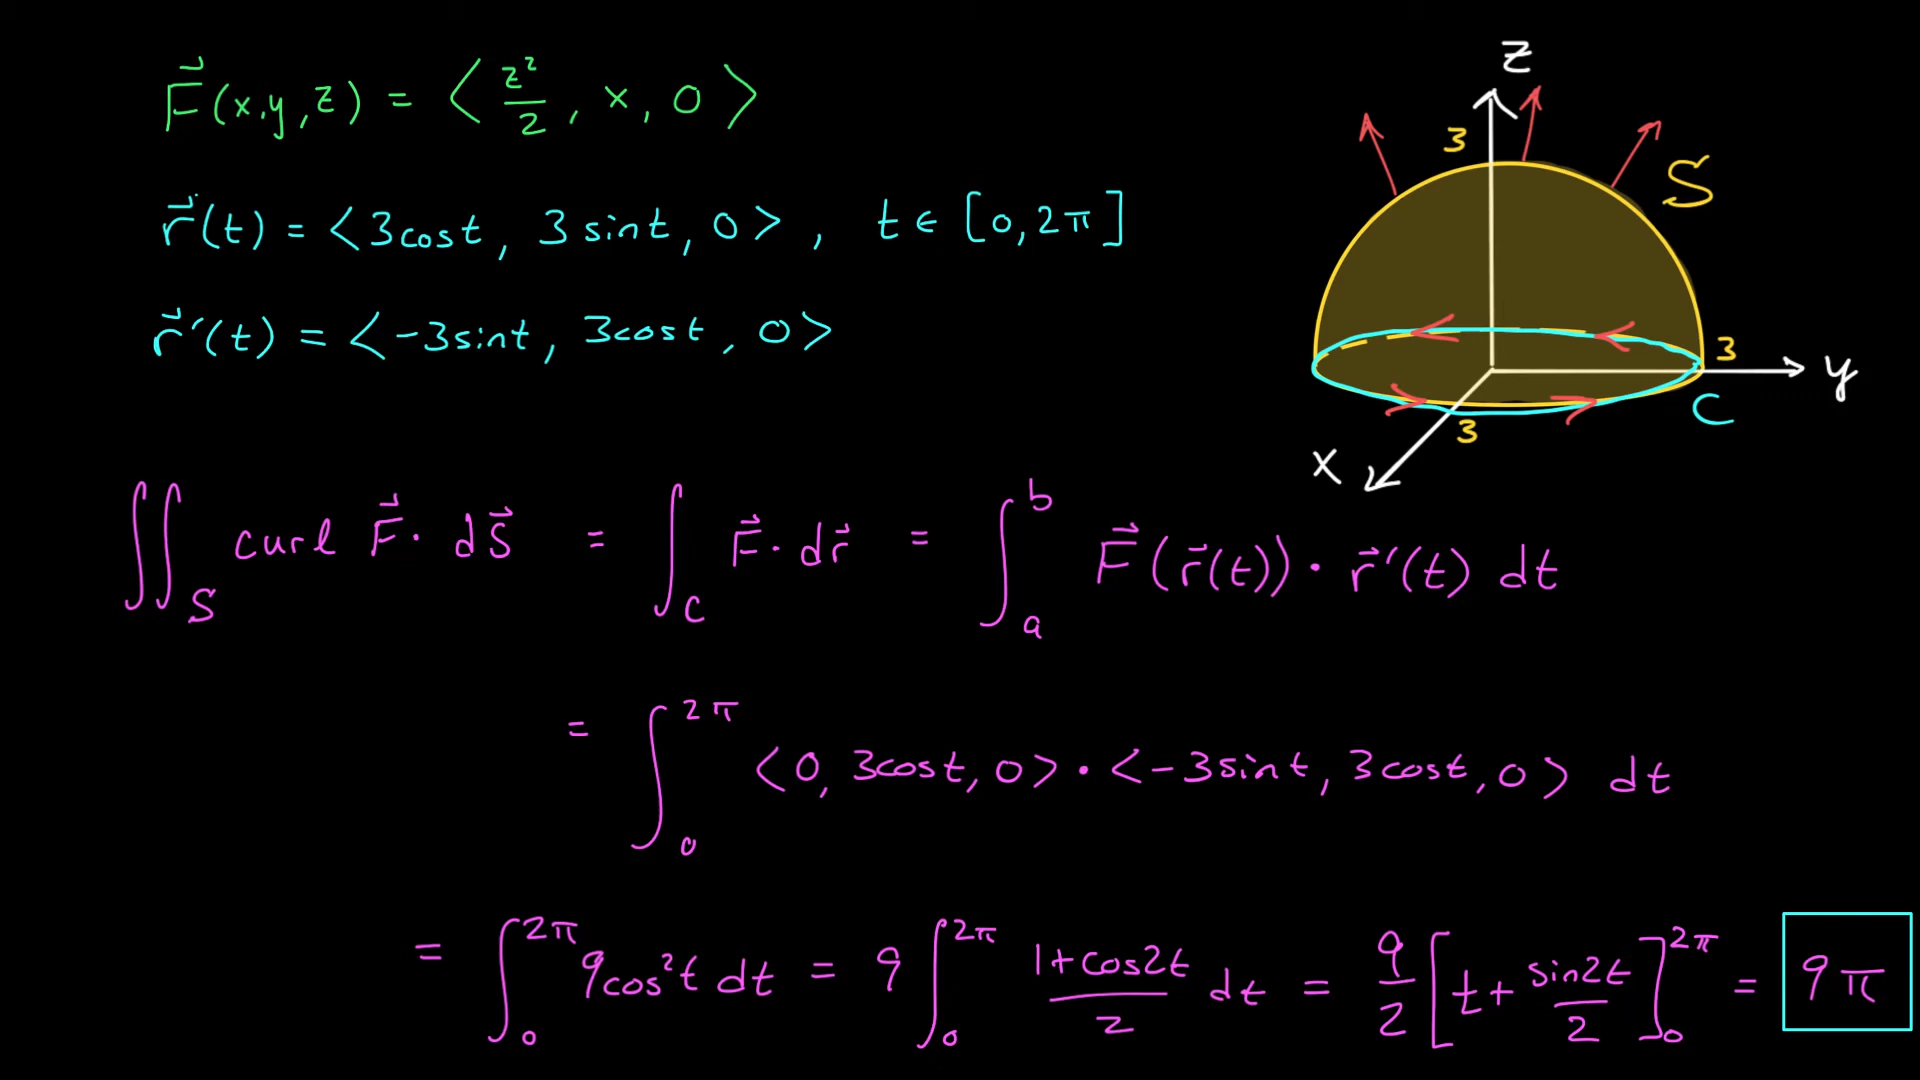 F⃗(x,y,z) = ⟨z²/2, x, 0⟩
r⃗(t) = <3cost, 3sint, 0>, t ∈ [0,2π]
r⃗′(t) = <-3sint, 3cost, 0>
z
3
S
3
y
C
3
x
∬_S curl F⃗ · dS⃗ = ∫_C F⃗ · dr⃗ = ∫_a^b F⃗(r⃗(t)) · r⃗′(t) dt
= ∫_0^2π <0, 3cost, 0> · <-3sint, 3cost, 0> dt
= ∫_0^2π 9cos²t dt = 9 ∫_0^2π (1+cos2t)/2 dt = 9/2 [t + sin2t/2]_0^2π = 9π